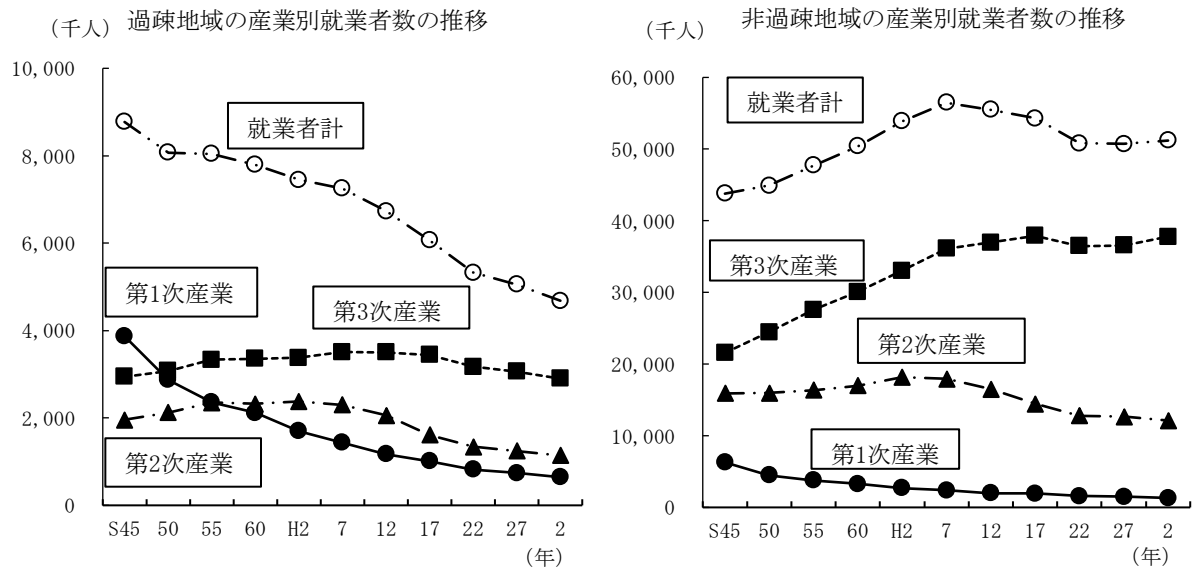 過疎地域の産業別就業者数の推移
（千人）
10,000
8,000
6,000
4,000
2,000
0
就業者計
第1次産業
第3次産業
第2次産業
S45 50 55 60 H2 7 12 17 22 27 2
（年）
非過疎地域の産業別就業者数の推移
（千人）
60,000
50,000
40,000
30,000
20,000
10,000
0
就業者計
第3次産業
第2次産業
第1次産業
S45 50 55 60 H2 7 12 17 22 27 2
（年）